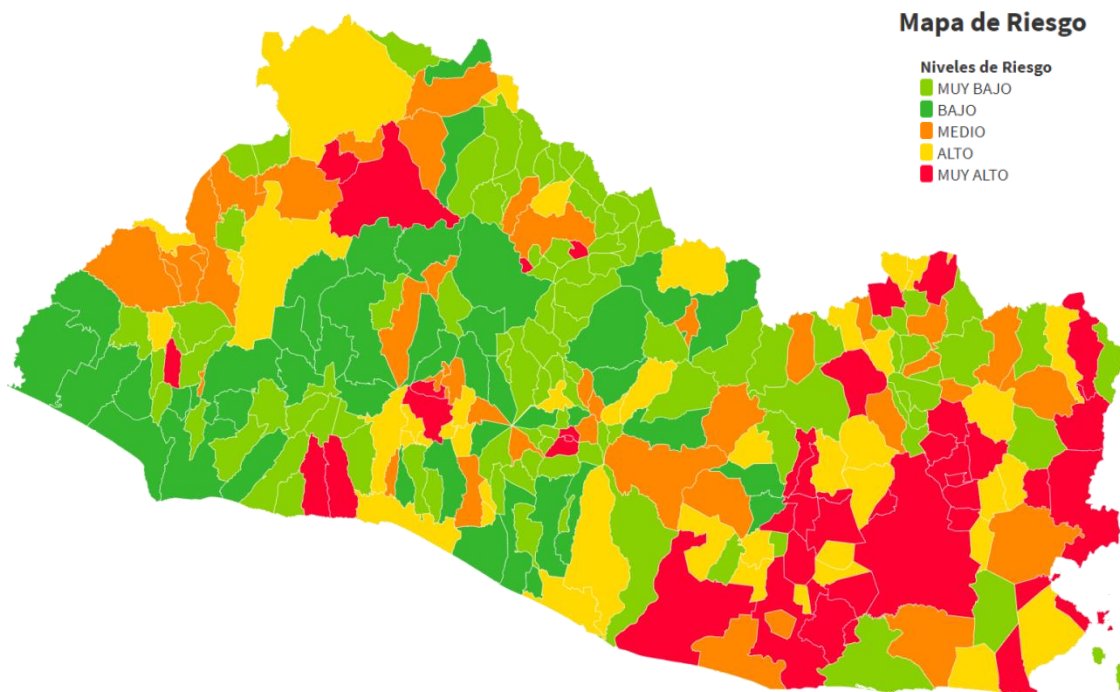 Mapa de Riesgo
Niveles de Riesgo
MUY BAJO
BAJO
MEDIO
ALTO
MUY ALTO